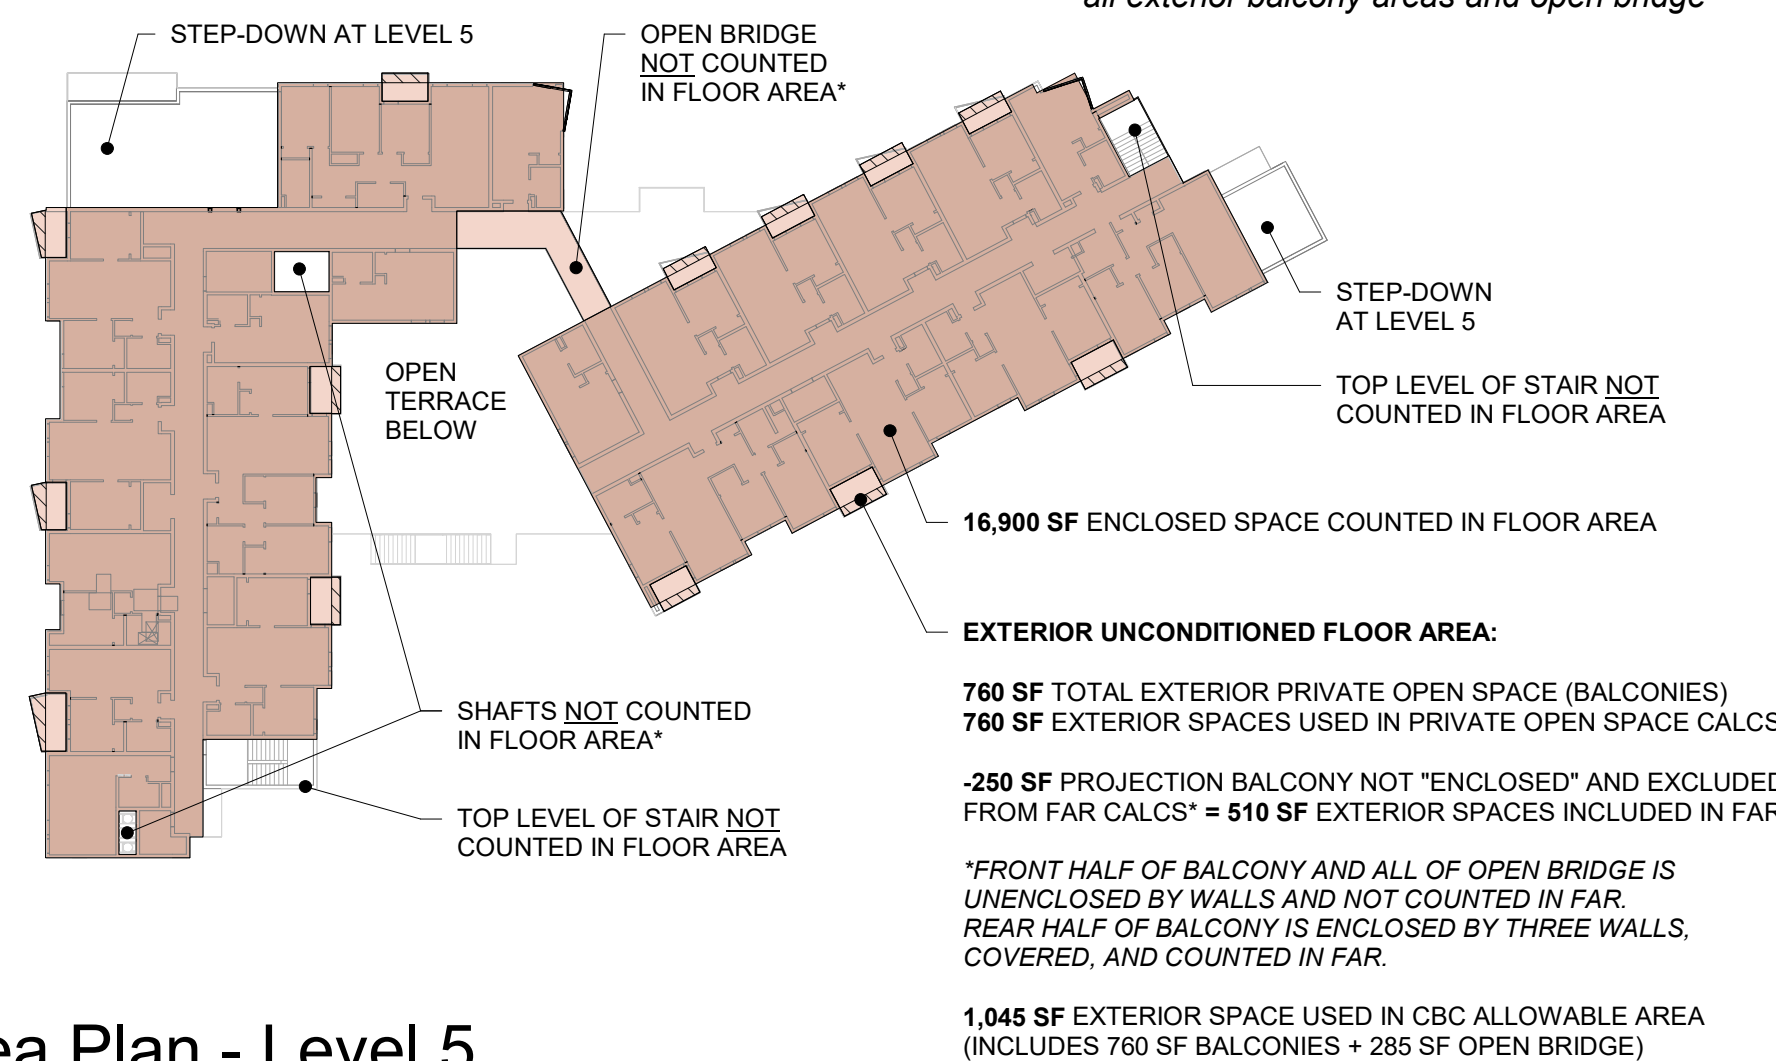 all exterior balcony areas and open bridge
STEP-DOWN AT LEVEL 5
OPEN BRIDGE
NOT COUNTED
IN FLOOR AREA*
STEP-DOWN
AT LEVEL 5
TOP LEVEL OF STAIR NOT
COUNTED IN FLOOR AREA
OPEN
TERRACE
BELOW
16,900 SF ENCLOSED SPACE COUNTED IN FLOOR AREA
EXTERIOR UNCONDITIONED FLOOR AREA:
760 SF TOTAL EXTERIOR PRIVATE OPEN SPACE (BALCONIES)
760 SF EXTERIOR SPACES USED IN PRIVATE OPEN SPACE CALCS
-250 SF PROJECTION BALCONY NOT "ENCLOSED" AND EXCLUDED
FROM FAR CALCS* = 510 SF EXTERIOR SPACES INCLUDED IN FAR
*FRONT HALF OF BALCONY AND ALL OF OPEN BRIDGE IS
UNENCLOSED BY WALLS AND NOT COUNTED IN FAR.
REAR HALF OF BALCONY IS ENCLOSED BY THREE WALLS,
COVERED, AND COUNTED IN FAR.
1,045 SF EXTERIOR SPACE USED IN CBC ALLOWABLE AREA
(INCLUDES 760 SF BALCONIES + 285 SF OPEN BRIDGE)
SHAFTS NOT COUNTED
IN FLOOR AREA*
TOP LEVEL OF STAIR NOT
COUNTED IN FLOOR AREA
ea Plan - Level 5